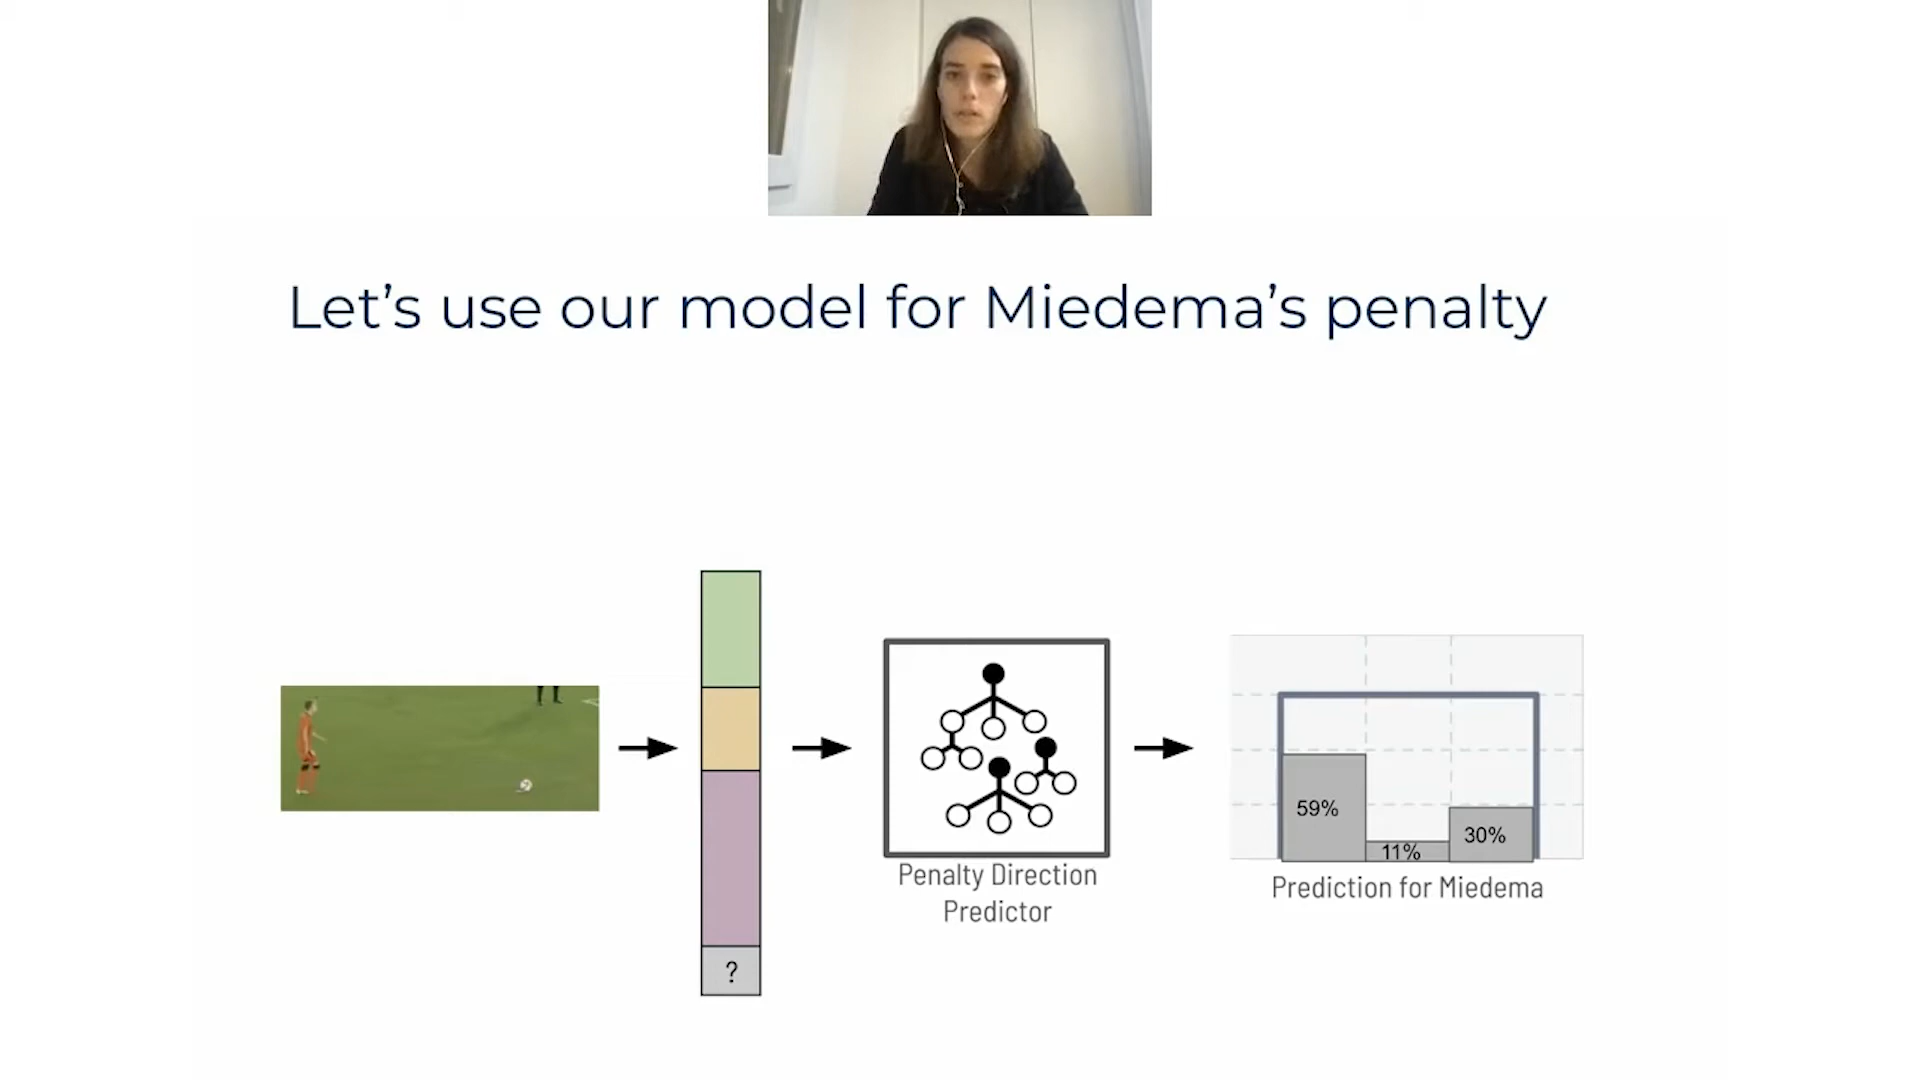 Let's use our model for Miedema's penalty
?
Penalty Direction
Predictor
59%
11%
30%
Prediction for Miedema